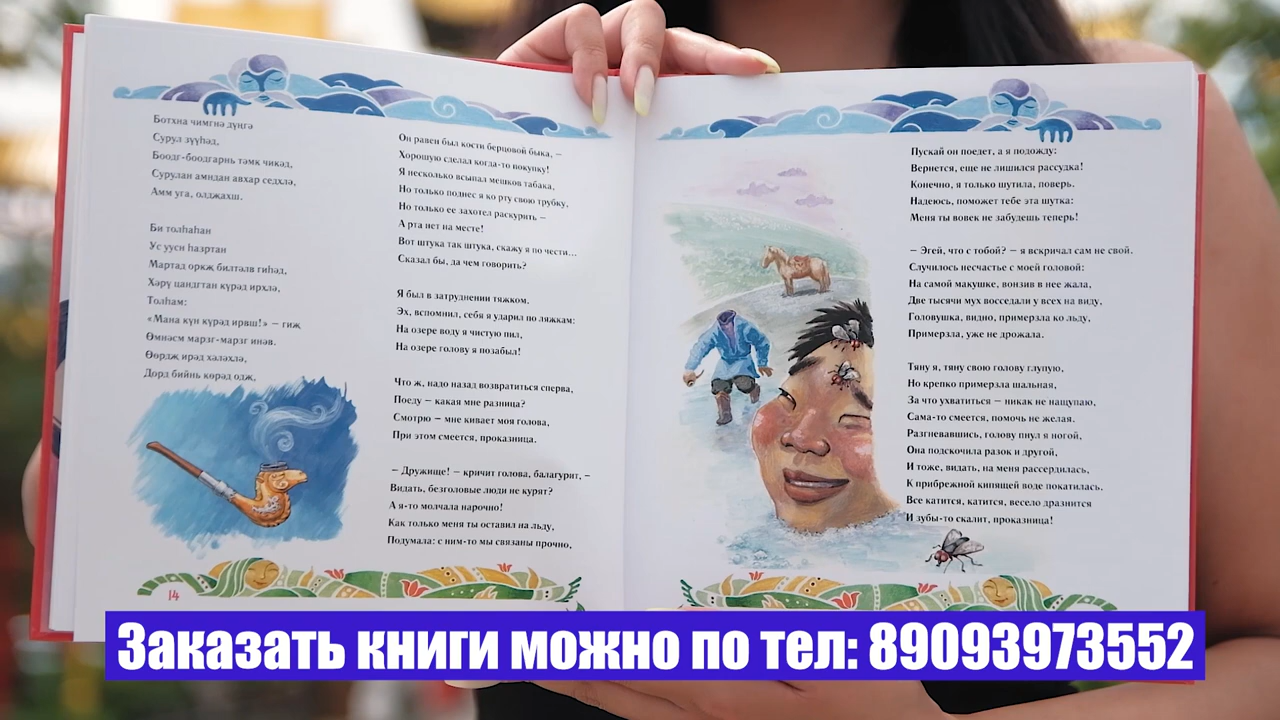 Ботхна чимгнә дүңгә
Сурул зүүһәд,
Боодг-боодгарнь тәмк чикәд,
Сурулан амндан авхар седхлә,
Амм уга, олджахш.
Би толһаһан
Ус уусн һазртан
Мартад оркҗ билтәлв гиһәд,
Хәрү цандгтан күрәд ирхлә,
Толһам:
«Мана күн күрәд ирвш!» – гиҗ
Өмнәсм марзг-марзг инәв.
Өөрдҗ ирәд хәләхлә,
Дорд бийнь көрәд одҗ,
14
Он равен был кости берцовой быка, –
Хорошую сделал когда-то покупку!
Я несколько всыпал мешков табака,
Но только поднес я ко рту свою трубку,
Но только ее захотел раскурить –
А рта нет на месте!
Вот штука так штука, скажу я по чести...
Сказал бы, да чем говорить?
Я был в затруднении тяжком.
Эх, вспомнил, себя я ударил по ляжкам:
На озере воду я чистую пил,
На озере голову я позабыл!
Что ж, надо назад возвратиться сперва,
Поеду – какая мне разница?
Смотрю – мне кивает моя голова,
При этом смеется, проказница.
– Дружище! – кричит голова, балагурит, –
Видать, безголовые люди не курят?
А я-то молчала нарочно!
Как только меня ты оставил на льду,
Подумала: с ним-то мы связаны прочно,
Пускай он поедет, а я подожду:
Вернется, еще не лишился рассудка!
Конечно, я только шутила, поверь.
Надеюсь, поможет тебе эта шутка:
Меня ты вовек не забудешь теперь!
– Эгей, что с тобой? – я вскричал сам не свой.
Случилось несчастье с моей головой:
На самой макушке, вонзив в нее жала,
Две тысячи мух восседали у всех на виду,
Головушка, видно, примерзла ко льду,
Примерзла, уже не дрожала.
Тяну я, тяну свою голову глупую,
Но крепко примерзла шальная,
За что ухватиться – никак не нащупаю,
Сама-то смеется, помочь не желая.
Разгневавшись, голову пнул я ногой,
Она подскочила разок и другой,
И тоже, видать, на меня рассердилась,
К прибрежной кипящей воде покатилась.
Все катится, катится, весело дразнится
И зубы-то скалит, проказница!
Заказать книги можно по тел: 89093973552